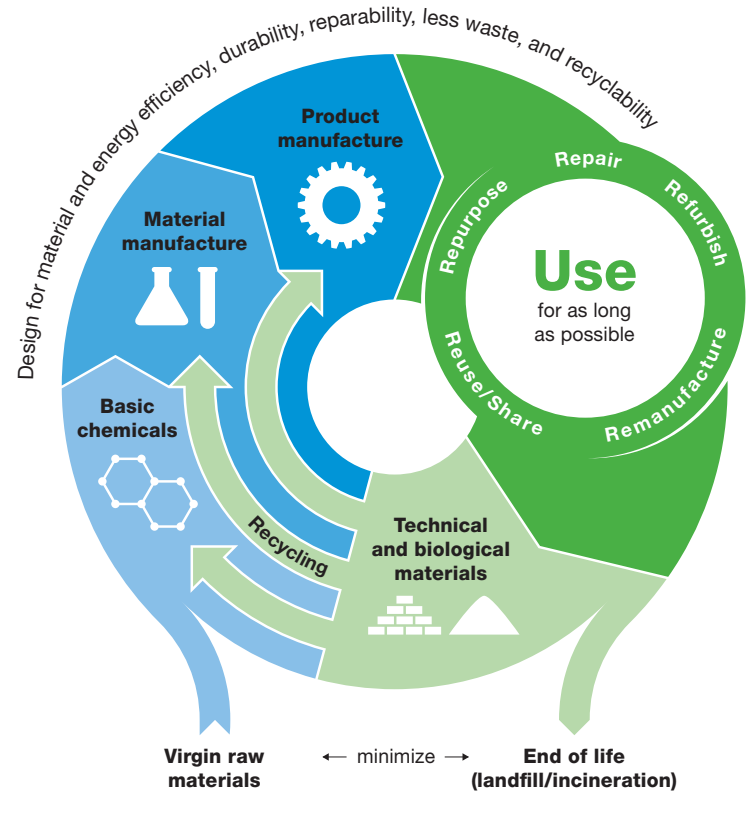 Design for material and energy efficiency, durability, reparability, less waste, and recyclability
Product
manufacture
Material
manufacture
Basic
chemicals
Repurpose
Repair
Refurbish
Remanufacture
Reuse/Share
Use
for as long
as possible
Recycling
Technical
and biological
materials
Virgin raw
materials
minimize
End of life
(landfill/incineration)